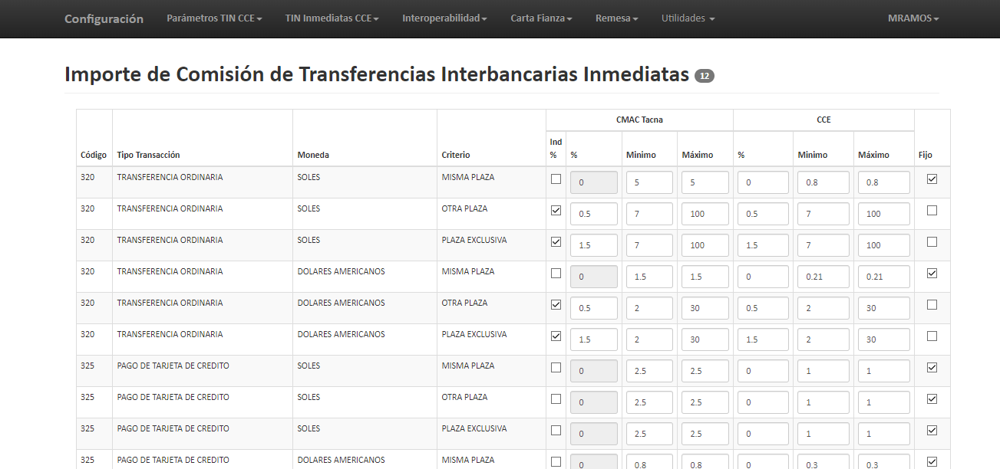 Configuración Parámetros TIN CCE TIN Inmediatas CCE Interoperabilidad Carta Fianza Remesa Utilidades MRAMOS
Importe de Comisión de Transferencias Interbancarias Inmediatas 12
CMAC Tacna CCE
Código Tipo Transacción Moneda Criterio Ind % % Minimo Máximo % Minimo Máximo Fijo
320 TRANSFERENCIA ORDINARIA SOLES MISMA PLAZA 0 5 5 0 0.8 0.8
320 TRANSFERENCIA ORDINARIA SOLES OTRA PLAZA 0.5 7 100 0.5 7 100
320 TRANSFERENCIA ORDINARIA SOLES PLAZA EXCLUSIVA 1.5 7 100 1.5 7 100
320 TRANSFERENCIA ORDINARIA DOLARES AMERICANOS MISMA PLAZA 0 1.5 1.5 0 0.21 0.21
320 TRANSFERENCIA ORDINARIA DOLARES AMERICANOS OTRA PLAZA 0.5 2 30 0.5 2 30
320 TRANSFERENCIA ORDINARIA DOLARES AMERICANOS PLAZA EXCLUSIVA 1.5 2 30 1.5 2 30
325 PAGO DE TARJETA DE CREDITO SOLES MISMA PLAZA 0 2.5 2.5 0 1 1
325 PAGO DE TARJETA DE CREDITO SOLES OTRA PLAZA 0 2.5 2.5 0 1 1
325 PAGO DE TARJETA DE CREDITO SOLES PLAZA EXCLUSIVA 0 2.5 2.5 0 1 1
325 PAGO DE TARJETA DE CREDITO DOLARES AMERICANOS MISMA PLAZA 0 0.8 0.8 0 0.3 0.3